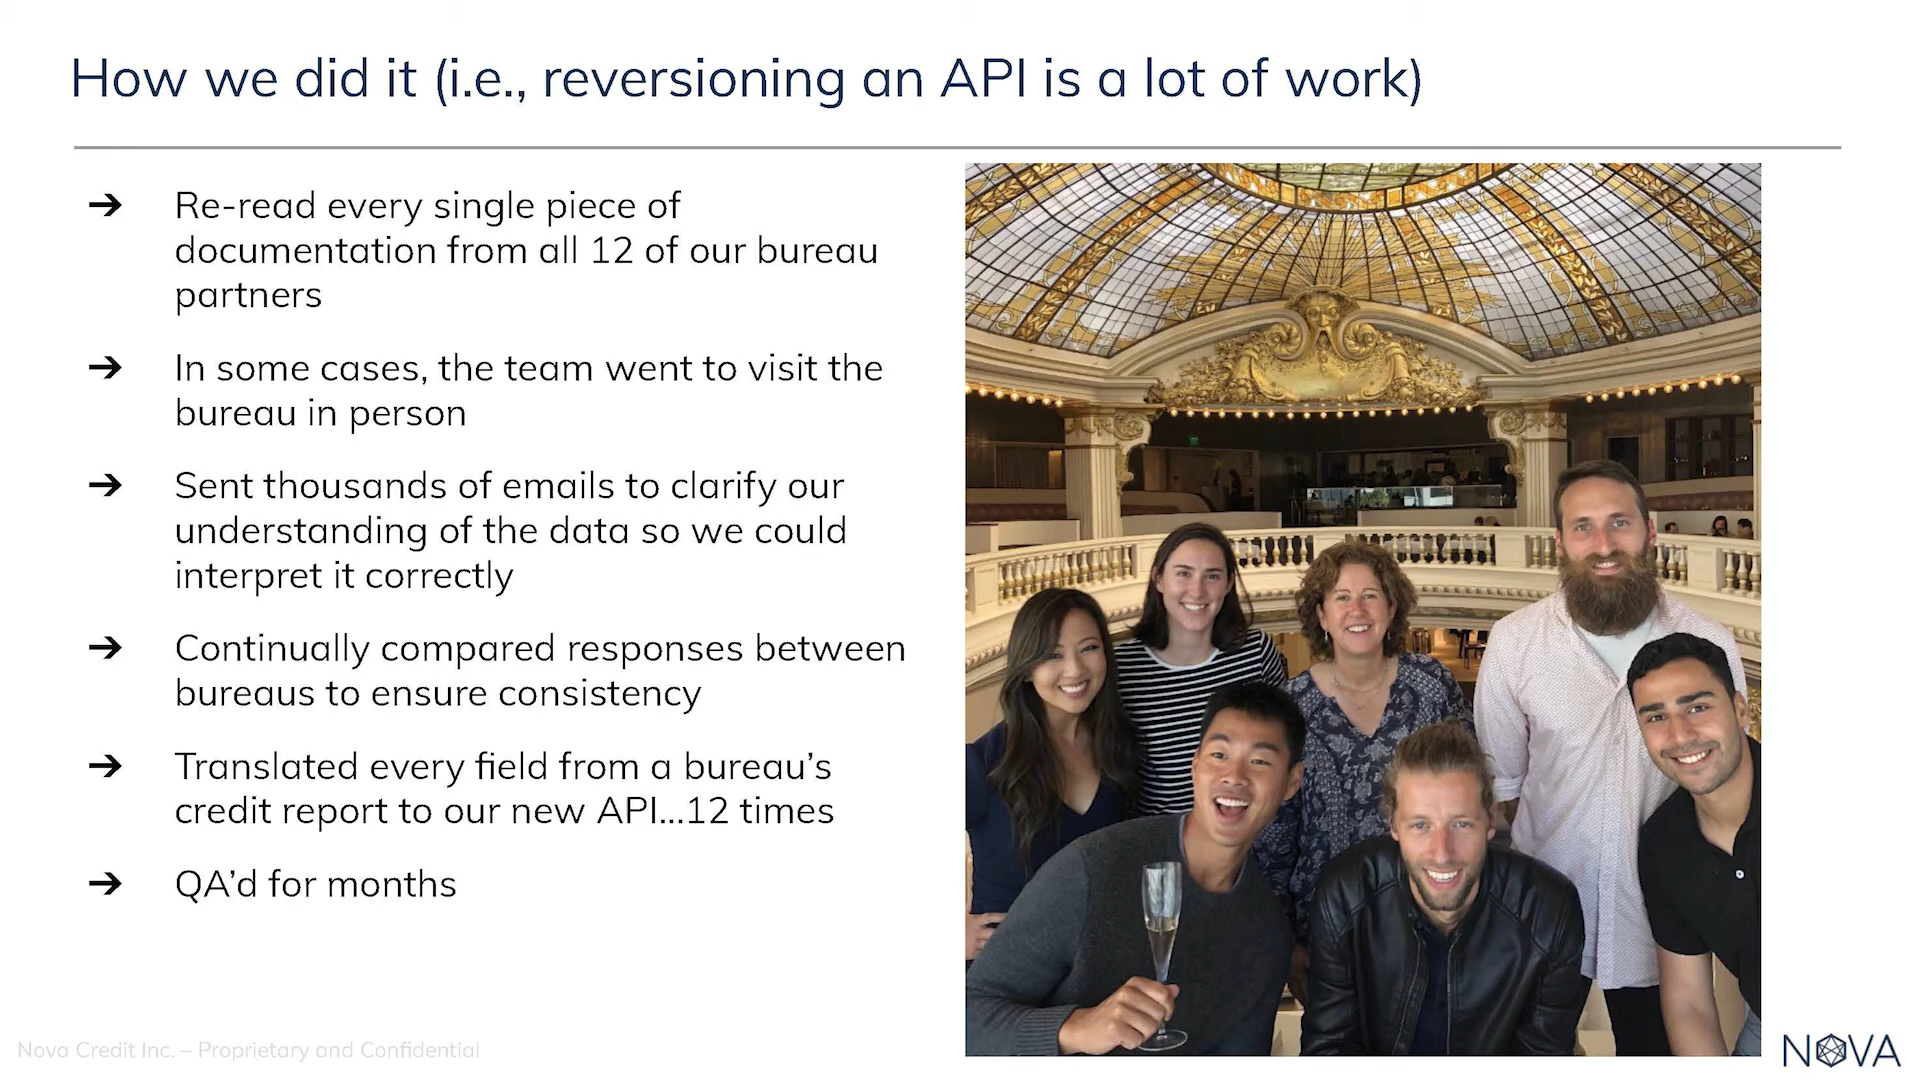 How we did it (i.e., reversioning an API is a lot of work)
➔ Re-read every single piece of
documentation from all 12 of our bureau
partners
➔ In some cases, the team went to visit the
bureau in person
➔ Sent thousands of emails to clarify our
understanding of the data so we could
interpret it correctly
➔ Continually compared responses between
bureaus to ensure consistency
➔ Translated every field from a bureau’s
credit report to our new API...12 times
➔ QA’d for months
Nova Credit Inc. – Proprietary and Confidential
NOVA